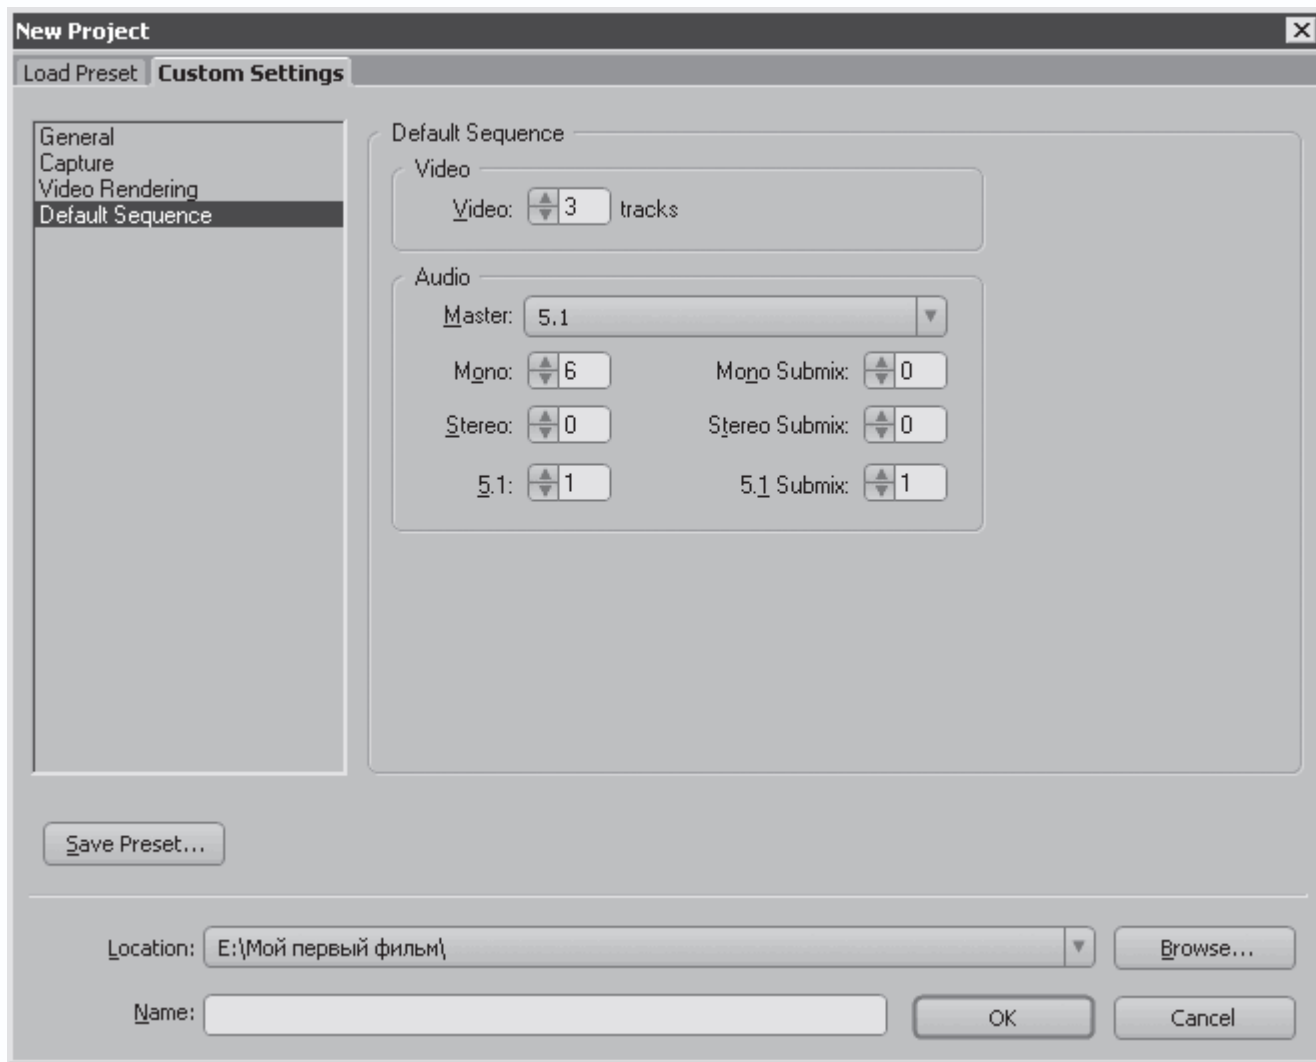 New Project
Load Preset Custom Settings
General
Capture
Video Rendering
Default Sequence
Default Sequence
Video
Video: 3 tracks
Audio
Master: 5.1
Mono: 6 Mono Submix: 0
Stereo: 0 Stereo Submix: 0
5.1: 1 5.1 Submix: 1
Save Preset...
Location: E:\Мой первый фильм\ Browse...
Name: OK Cancel